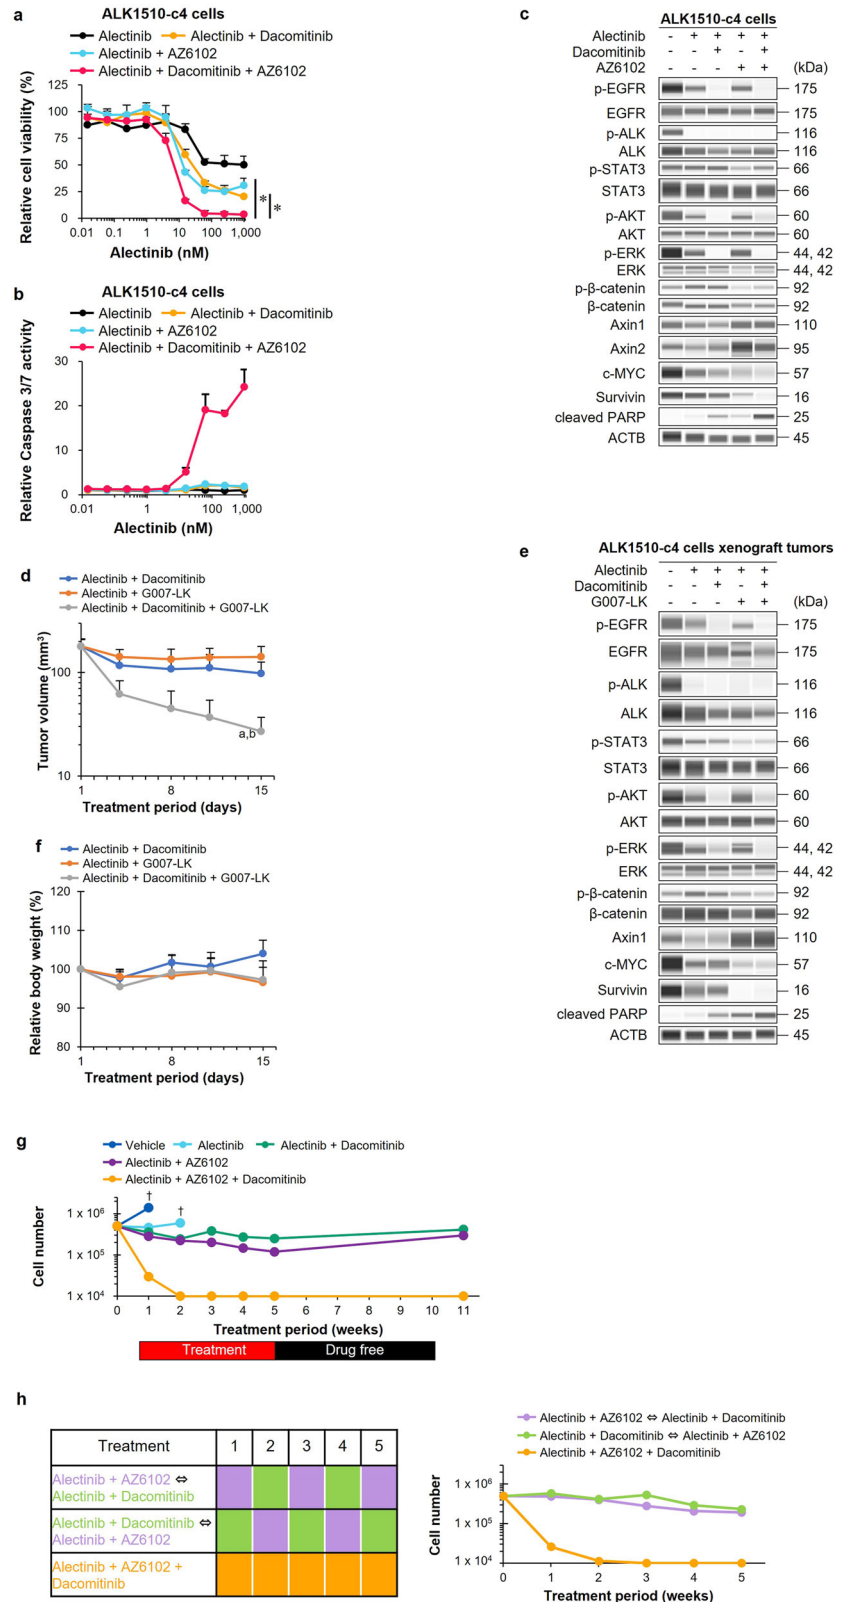 a
ALK1510-c4 cells
Alectinib
Alectinib + Dacomitinib
Alectinib + AZ6102
Alectinib + Dacomitinib + AZ6102
Relative cell viability (%)
125
100
75
50
25
0
0.01 0.1 1 10 100 1,000
Alectinib (nM)
*
*
b
ALK1510-c4 cells
Alectinib
Alectinib + Dacomitinib
Alectinib + AZ6102
Alectinib + Dacomitinib + AZ6102
Relative Caspase 3/7 activity
30
20
10
0
0.01 1 100 1,000
Alectinib (nM)
c
ALK1510-c4 cells
Alectinib - + + + +
Dacomitinib - - + - +
AZ6102 - - - + + (kDa)
p-EGFR 175
EGFR 175
p-ALK 116
ALK 116
p-STAT3 66
STAT3 66
p-AKT 60
AKT 60
p-ERK 44, 42
ERK 44, 42
p-β-catenin 92
β-catenin 92
Axin1 110
Axin2 95
c-MYC 57
Survivin 16
cleaved PARP 25
ACTB 45
d
Alectinib + Dacomitinib
Alectinib + G007-LK
Alectinib + Dacomitinib + G007-LK
Tumor volume (mm³)
100
10
a,b
1 8 15
Treatment period (days)
e
ALK1510-c4 cells xenograft tumors
Alectinib - + + + +
Dacomitinib - - + - +
G007-LK - - - + + (kDa)
p-EGFR 175
EGFR 175
p-ALK 116
ALK 116
p-STAT3 66
STAT3 66
p-AKT 60
AKT 60
p-ERK 44, 42
ERK 44, 42
p-β-catenin 92
β-catenin 92
Axin1 110
c-MYC 57
Survivin 16
cleaved PARP 25
ACTB 45
f
Alectinib + Dacomitinib
Alectinib + G007-LK
Alectinib + Dacomitinib + G007-LK
Relative body weight (%)
120
110
100
90
80
1 8 15
Treatment period (days)
g
Vehicle
Alectinib
Alectinib + Dacomitinib
Alectinib + AZ6102
Alectinib + AZ6102 + Dacomitinib
Cell number
1 x 10⁶
1 x 10⁵
1 x 10⁴
†
†
0 1 2 3 4 5 6 7 8 9 10 11
Treatment period (weeks)
Treatment
Drug free
h
Treatment 1 2 3 4 5
Alectinib + AZ6102 ⇔
Alectinib + Dacomitinib
Alectinib + Dacomitinib ⇔
Alectinib + AZ6102
Alectinib + AZ6102 +
Dacomitinib
Alectinib + AZ6102 ⇔ Alectinib + Dacomitinib
Alectinib + Dacomitinib ⇔ Alectinib + AZ6102
Alectinib + AZ6102 + Dacomitinib
Cell number
1 x 10⁶
1 x 10⁵
1 x 10⁴
0 1 2 3 4 5
Treatment period (weeks)